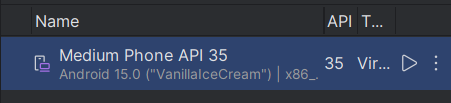 Name API T...
Medium Phone API 35 35 Vir...
Android 15.0 ("VanillaIceCream") | x86_...